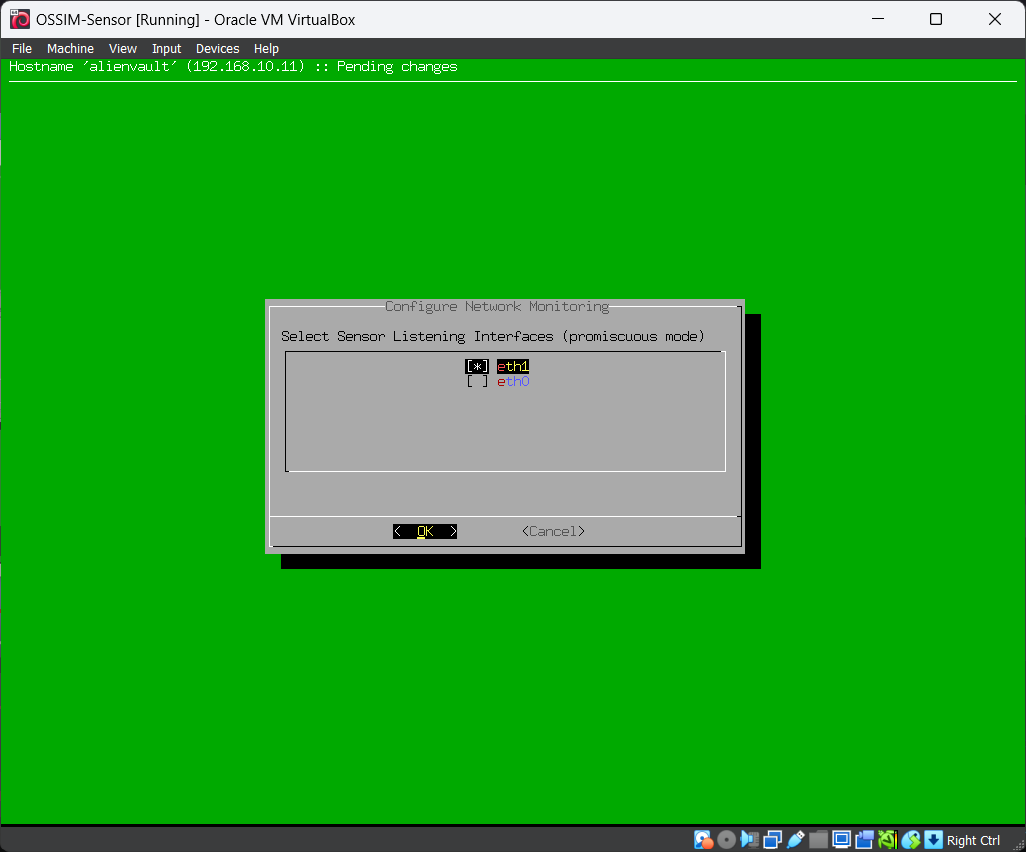 OSSIM-Sensor [Running] - Oracle VM VirtualBox
File Machine View Input Devices Help
Hostname 'alienvault' (192.168.10.11) :: Pending changes
Configure Network Monitoring
Select Sensor Listening Interfaces (promiscuous mode)
[*] eth1
[ ] eth0
< OK > <Cancel>
Right Ctrl